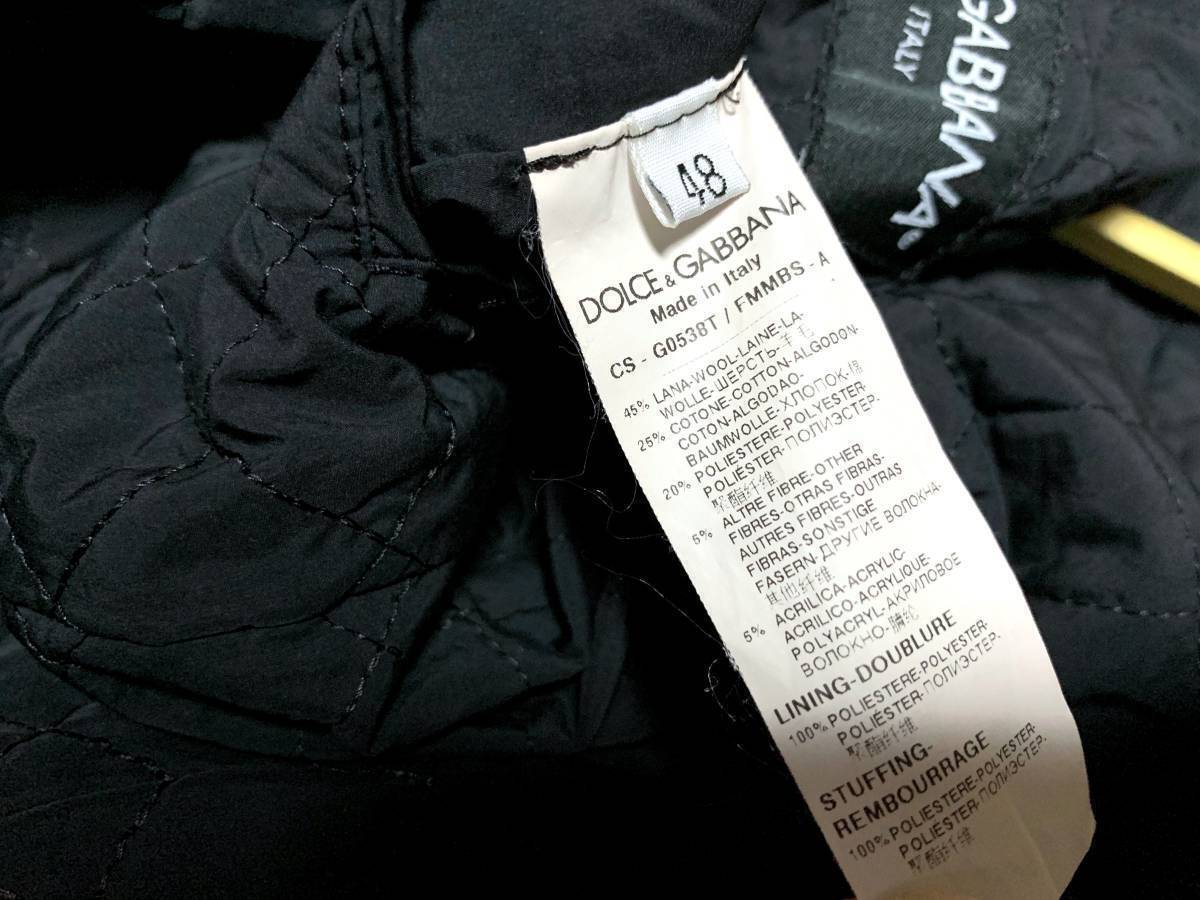 GABBANA
ITALY
48
DOLCE & GABBANA
Made in Italy
CS - G0538T / FMMBS - A
45% LANA-WOOL-LAINE-LA-
WOLLE-ШЕРСТЬ-羊毛
25% COTONE-COTTON-ALGODON-
COTON-ALGODAO-
BAUMWOLLE-ХЛОПОК-棉
20% POLIESTERE-POLYESTER-
POLIÉSTER-ПОЛИЭСТЕР.
聚酯纤维
5% ALTRE FIBRE-OTHER
FIBRES-OTRAS FIBRAS-
AUTRES FIBRES-OUTRAS
FIBRAS-SONSTIGE
FASERN-ДРУГИЕ ВОЛОКНА-
其他纤维
5% ACRILICA-ACRYLIC-
ACRILICO-ACRYLIQUE-
POLYACRYL-АКРИЛОВОЕ
ВОЛОКНО-腈纶
LINING-DOUBLURE
100% POLIESTERE-POLYESTER-
POLIÉSTER-ПОЛИЭСТЕР.
聚酯纤维
STUFFING-
REMBOURRAGE
100% POLIESTERE-POLYESTER-
POLIÉSTER-ПОЛИЭСТЕР.
聚酯纤维